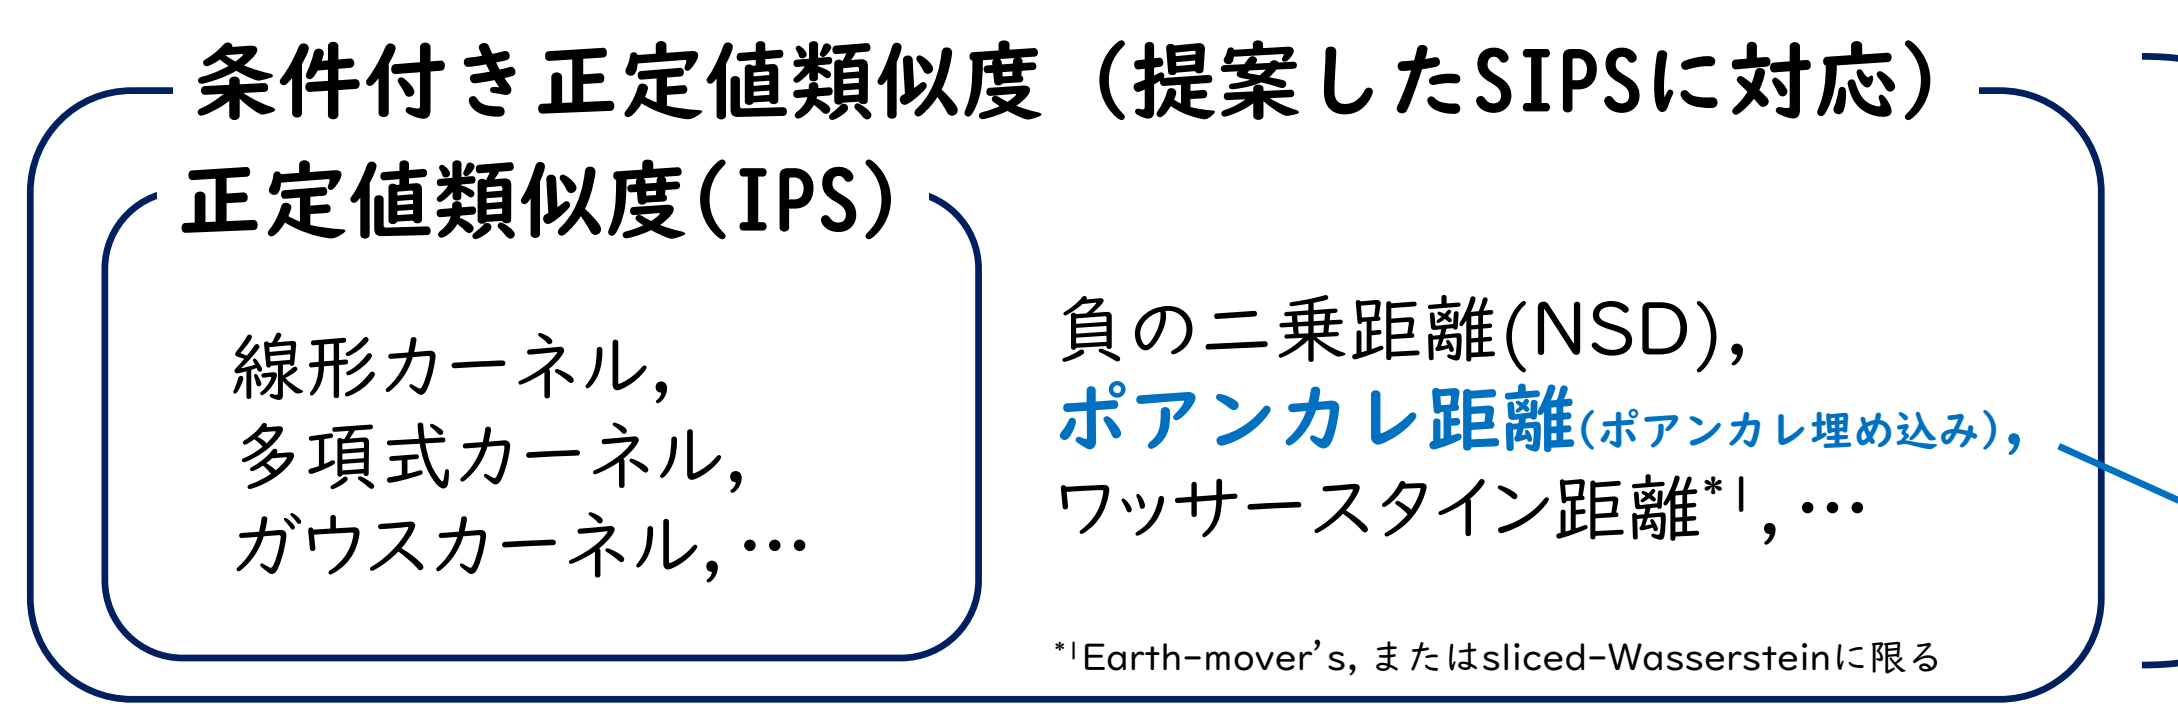 条件付き正定値類似度（提案したSIPSに対応）
正定値類似度(IPS)
線形カーネル,
多項式カーネル,
ガウスカーネル, …
負の二乗距離(NSD),
ポアンカレ距離(ポアンカレ埋め込み),
ワッサースタイン距離*1, …
*1Earth-mover's, またはsliced-Wassersteinに限る